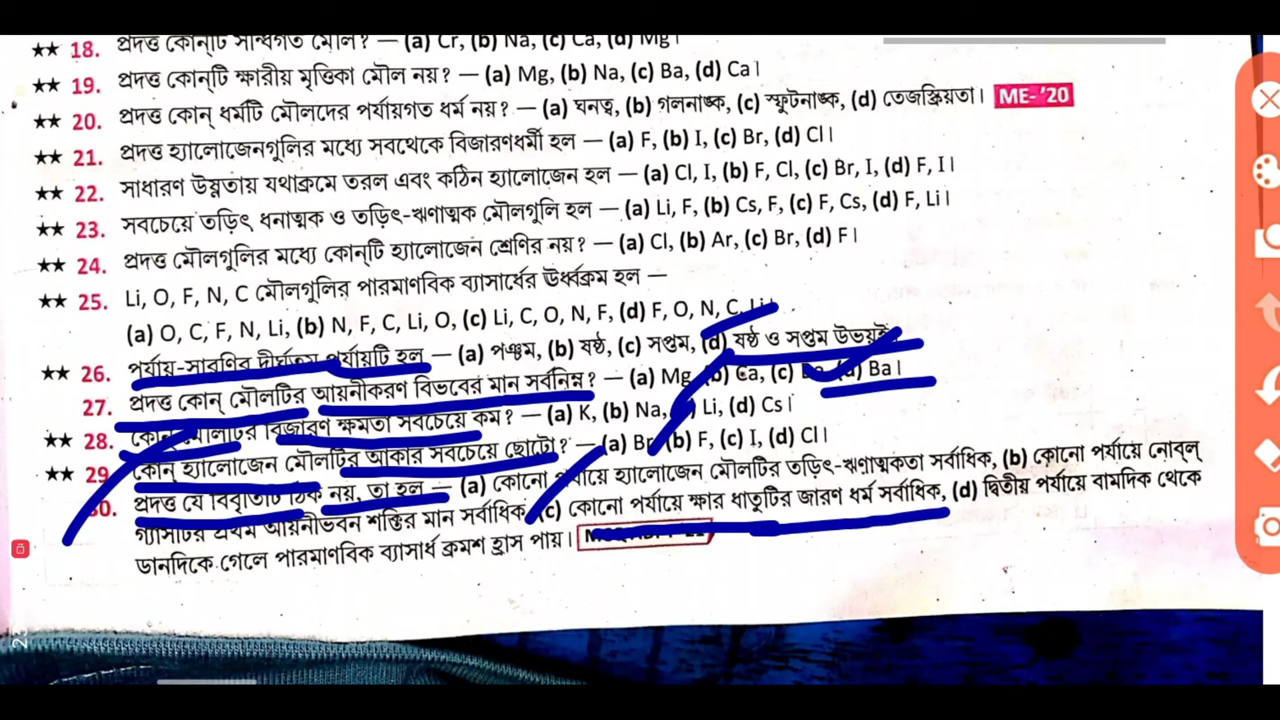 ★★ 18. প্রদত্ত কোন্‌টি সন্ধিগত মৌল? — (a) Cr, (b) Na, (c) Ca, (d) Mg।
★★ 19. প্রদত্ত কোন্‌টি ক্ষারীয় মৃত্তিকা মৌল নয়? — (a) Mg, (b) Na, (c) Ba, (d) Ca।
★★ 20. প্রদত্ত কোন্ ধর্মটি মৌলদের পর্যায়গত ধর্ম নয়? — (a) ঘনত্ব, (b) গলনাঙ্ক, (c) স্ফুটনাঙ্ক, (d) তেজস্ক্রিয়তা। ME-'20
★★ 21. প্রদত্ত হ্যালোজেনগুলির মধ্যে সবথেকে বিজারণধর্মী হল — (a) F, (b) I, (c) Br, (d) Cl।
★★ 22. সাধারণ উষ্ণতায় যথাক্রমে তরল এবং কঠিন হ্যালোজেন হল — (a) Cl, I, (b) F, Cl, (c) Br, I, (d) F, I।
★★ 23. সবচেয়ে তড়িৎ ধনাত্মক ও তড়িৎ-ঋণাত্মক মৌলগুলি হল — (a) Li, F, (b) Cs, F, (c) F, Cs, (d) F, Li।
★★ 24. প্রদত্ত মৌলগুলির মধ্যে কোন্‌টি হ্যালোজেন শ্রেণির নয়? — (a) Cl, (b) Ar, (c) Br, (d) F।
★★ 25. Li, O, F, N, C মৌলগুলির পারমাণবিক ব্যাসার্ধের ঊর্ধ্বক্রম হল —
(a) O, C, F, N, Li, (b) N, F, C, Li, O, (c) Li, C, O, N, F, (d) F, O, N, C, Li।
★★ 26. পর্যায়-সারণির দীর্ঘতম পর্যায়টি হল — (a) পঞ্চম, (b) ষষ্ঠ, (c) সপ্তম, (d) ষষ্ঠ ও সপ্তম উভয়ই।
27. প্রদত্ত কোন্ মৌলটির আয়নীকরণ বিভবের মান সর্বনিম্ন? — (a) Mg, (b) Ca, (c) (d) Ba।
★★ 28. কোন্ মৌলটির বিজারণ ক্ষমতা সবচেয়ে কম? — (a) K, (b) Na, Li, (d) Cs।
★★ 29. কোন্ হ্যালোজেন মৌলটির আকার সবচেয়ে ছোটো? — (a) Br, (b) F, (c) I, (d) Cl।
30. প্রদত্ত যে বিবৃতিটি ঠিক নয়, তা হল — (a) কোনো পর্যায়ে হ্যালোজেন মৌলটির তড়িৎ-ঋণাত্মকতা সর্বাধিক, (b) কোনো পর্যায়ে নোব্‌ল
গ্যাসটির প্রথম আয়নীভবন শক্তির মান সর্বাধিক, (c) কোনো পর্যায়ে ক্ষার ধাতুটির জারণ ধর্ম সর্বাধিক, (d) দ্বিতীয় পর্যায়ে বামদিক থেকে
ডানদিকে গেলে পারমাণবিক ব্যাসার্ধ ক্রমশ হ্রাস পায়।
23